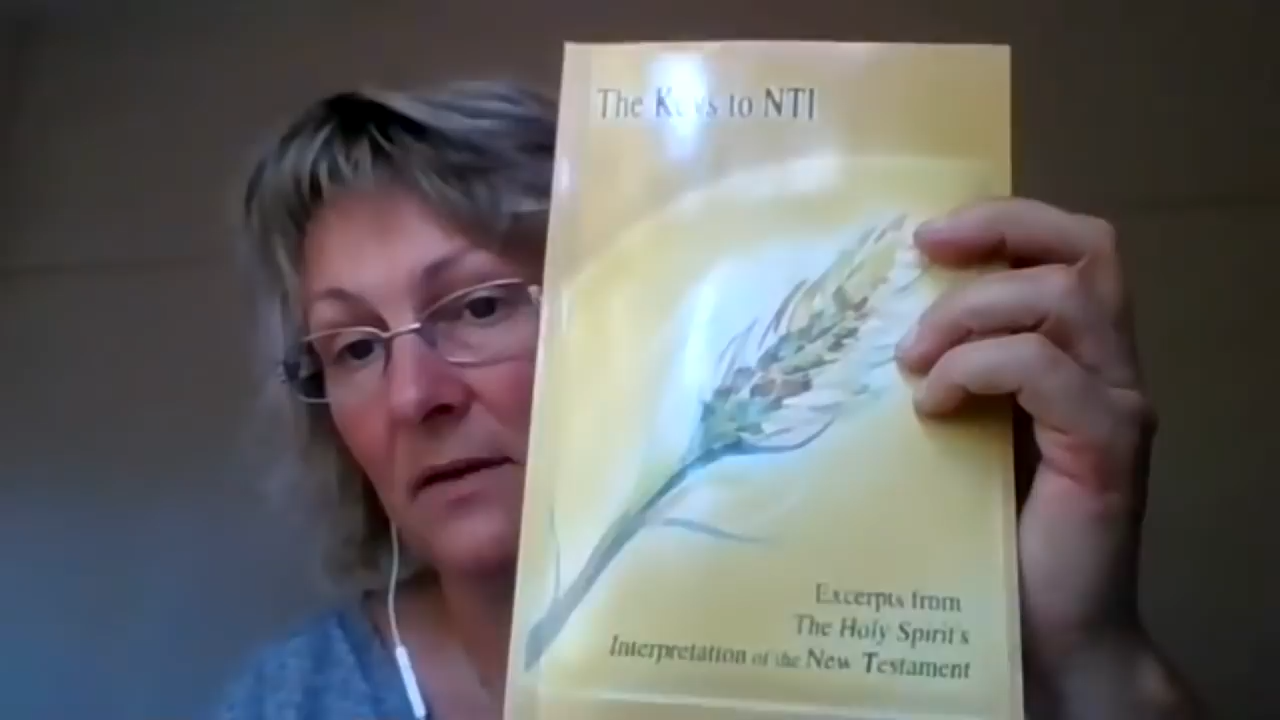 The Keys to NTI
Excerpts from
The Holy Spirit's
Interpretation of the New Testament